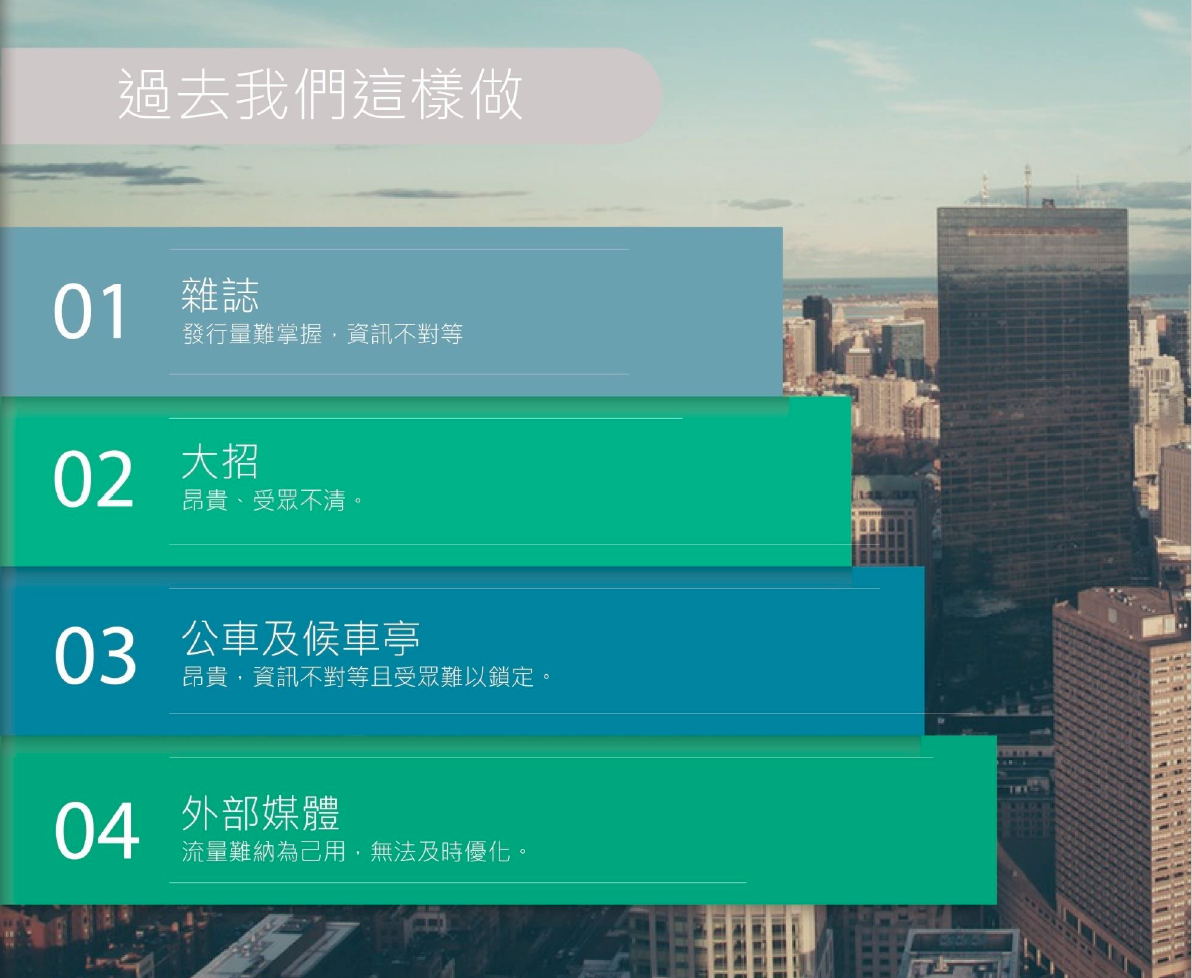 過去我們這樣做
01
雜誌
發行量難掌握，資訊不對等
02
大招
昂貴、受眾不清。
03
公車及候車亭
昂貴，資訊不對等且受眾難以鎖定。
04
外部媒體
流量難納為己用，無法及時優化。